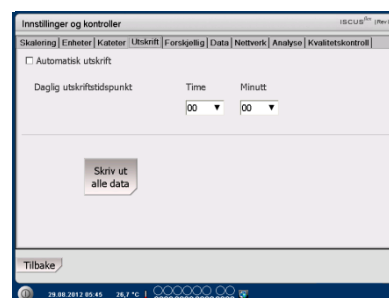 Innstillinger og kontroller
Skalering Enheter Kateter Utskrift Forskjellig Data Nettverk Analyse Kvalitetskontroll
Automatisk utskrift
Daglig utskriftstidspunkt Time Minutt
00 00
Skriv ut
alle data
Tilbake
29.08.2012 05:45 26,7 °C